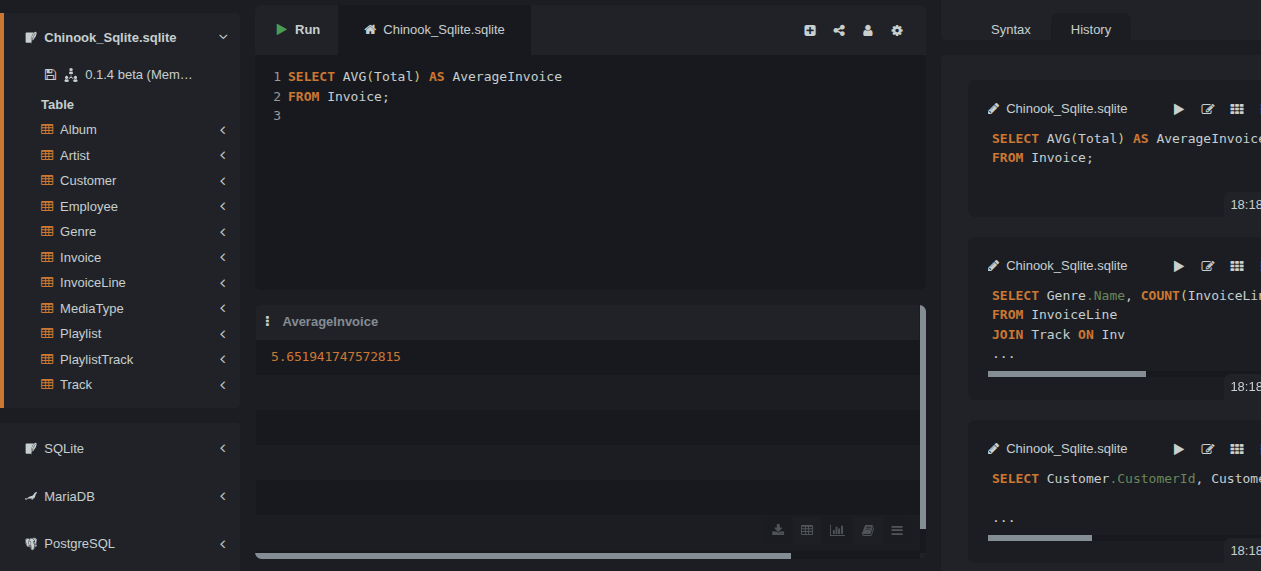 Chinook_Sqlite.sqlite
0.1.4 beta (Mem…
Table
Album
Artist
Customer
Employee
Genre
Invoice
InvoiceLine
MediaType
Playlist
PlaylistTrack
Track
SQLite
MariaDB
PostgreSQL
Run
Chinook_Sqlite.sqlite
1 SELECT AVG(Total) AS AverageInvoice
2 FROM Invoice;
3
AverageInvoice
5.651941747572815
Syntax
History
Chinook_Sqlite.sqlite
SELECT AVG(Total) AS AverageInvoice
FROM Invoice;
18:18
Chinook_Sqlite.sqlite
SELECT Genre.Name, COUNT(InvoiceLin
FROM InvoiceLine
JOIN Track ON Inv
...
18:18
Chinook_Sqlite.sqlite
SELECT Customer.CustomerId, Custome
...
18:18